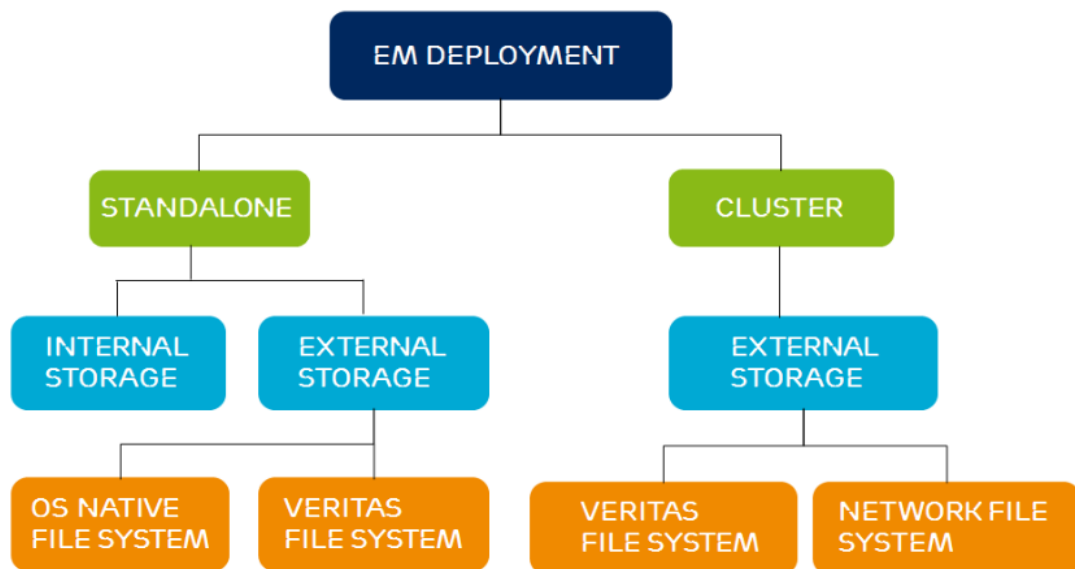 EM DEPLOYMENT
STANDALONE
CLUSTER
INTERNAL
STORAGE
EXTERNAL
STORAGE
EXTERNAL
STORAGE
OS NATIVE
FILE SYSTEM
VERITAS
FILE SYSTEM
VERITAS
FILE SYSTEM
NETWORK FILE
SYSTEM